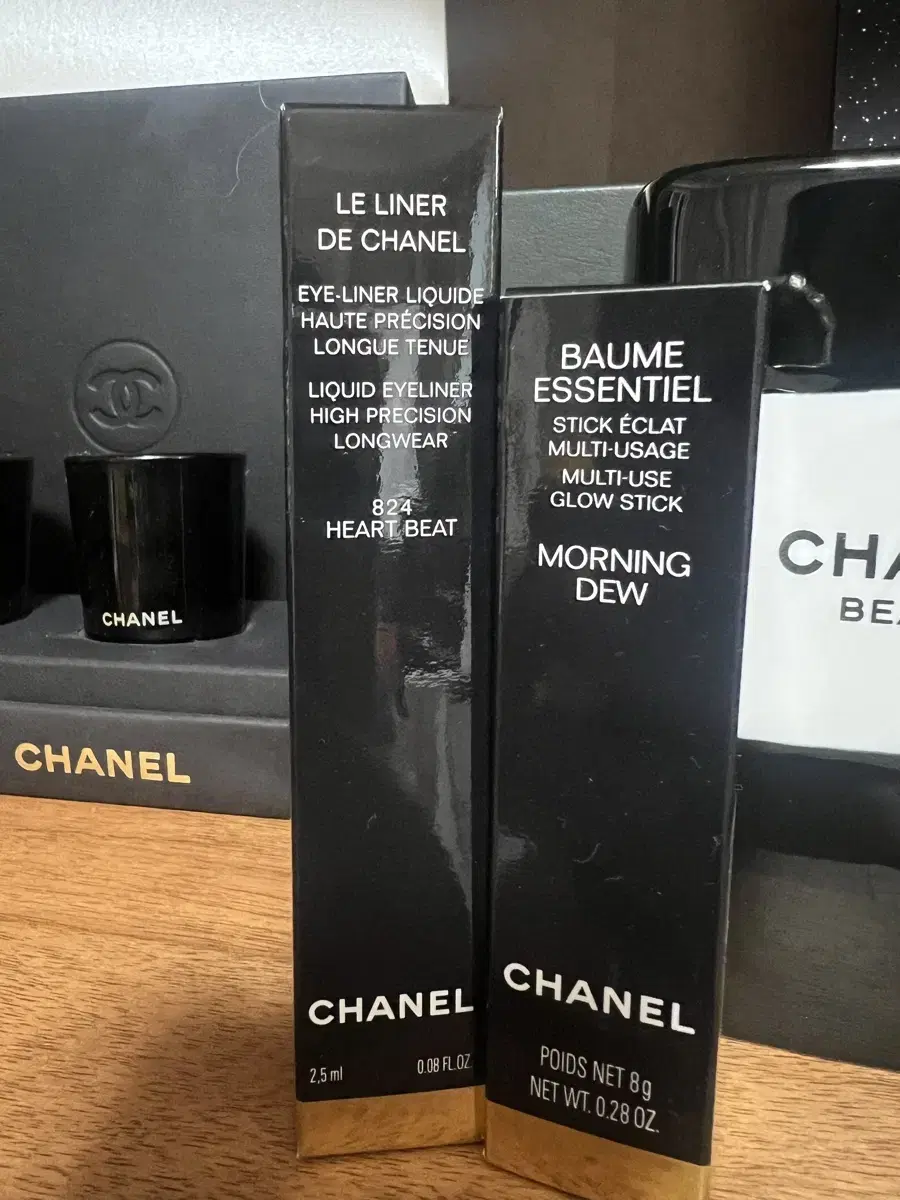 LE LINER
DE CHANEL
EYE-LINER LIQUIDE
HAUTE PRÉCISION
LONGUE TENUE
LIQUID EYELINER
HIGH PRECISION
LONGWEAR
824
HEART BEAT
CHANEL
2,5 ml 0.08 FL.OZ.
BAUME
ESSENTIEL
STICK ÉCLAT
MULTI-USAGE
MULTI-USE
GLOW STICK
MORNING
DEW
CHANEL
POIDS NET 8g
NET WT. 0.28 OZ.
CHANEL
CHANEL
CHA
BEA